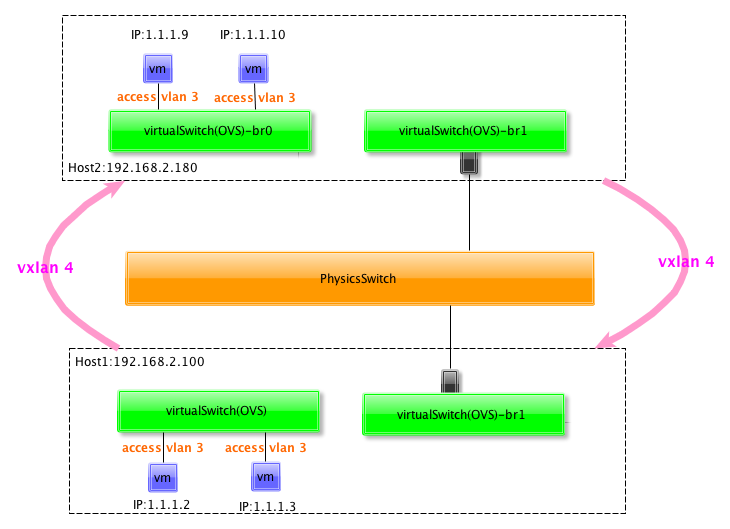 IP:1.1.1.9 IP:1.1.1.10
vm vm
access vlan 3 access vlan 3
virtualSwitch(OVS)-br0 virtualSwitch(OVS)-br1
Host2:192.168.2.180
vxlan 4 vxlan 4
PhysicsSwitch
Host1:192.168.2.100
virtualSwitch(OVS) virtualSwitch(OVS)-br1
access vlan 3 access vlan 3
vm vm
IP:1.1.1.2 IP:1.1.1.3